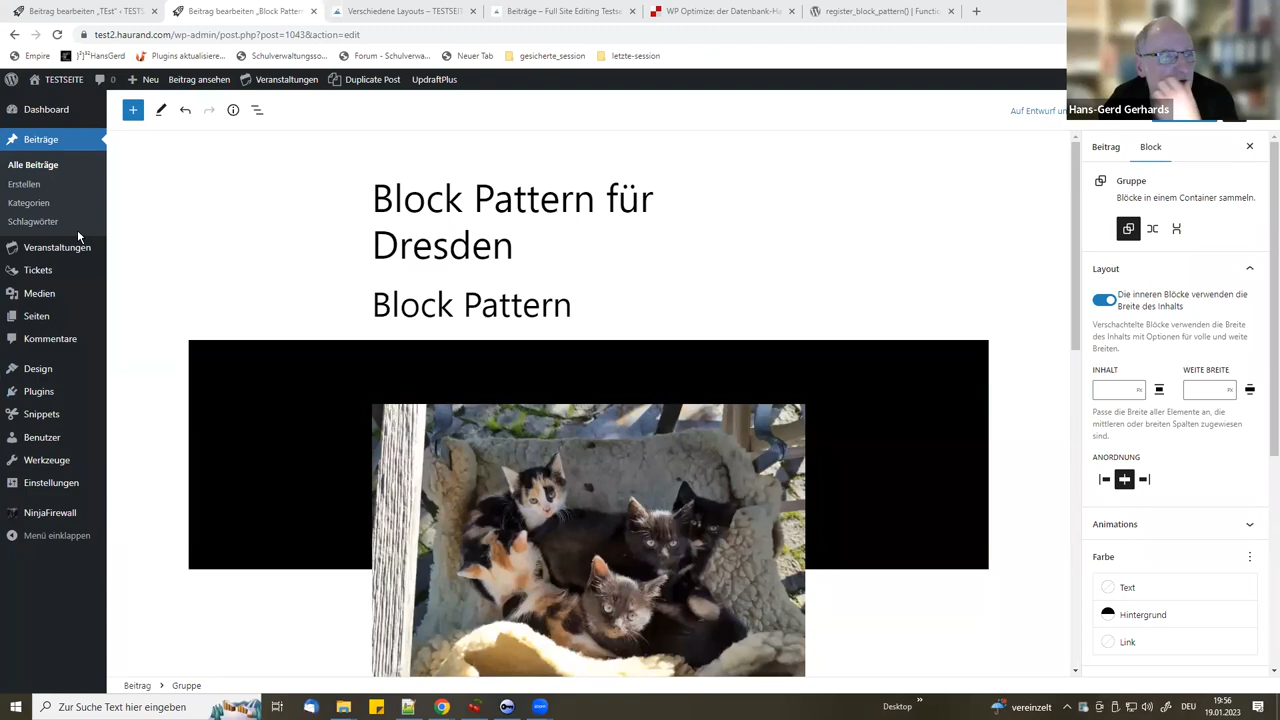 Beitrag bearbeiten „TEst" ‹ TESTS
Beitrag bearbeiten „Block Pattern
Verschiedene Layouts – TESTSEIT
Beiträge – Full Site Editing Testse
WP Optimize: der Datenbank-Ha
register_block_pattern() | Functio
test2.haurand.com/wp-admin/post.php?post=1043&action=edit
Empire
HansGerd
Plugins aktualisiere...
Schulverwaltungsso...
Forum - Schulverwa...
Neuer Tab
gesicherte_session
letzte-session
TESTSEITE
0
Neu
Beitrag ansehen
Veranstaltungen
Duplicate Post
UpdraftPlus
Hans-Gerd Gerhards
Dashboard
Beiträge
Alle Beiträge
Erstellen
Kategorien
Schlagwörter
Veranstaltungen
Tickets
Medien
Seiten
Kommentare
Design
Plugins
Snippets
Benutzer
Werkzeuge
Einstellungen
NinjaFirewall
Menü einklappen
Auf Entwurf um
Block Pattern für
Dresden
Block Pattern
Beitrag
Block
Gruppe
Blöcke in einem Container sammeln.
Layout
Die inneren Blöcke verwenden die
Breite des Inhalts
Verschachtelte Blöcke verwenden die Breite
des Inhalts mit Optionen für volle und weite
Breiten.
INHALT
WEITE BREITE
PX
PX
Passe die Breite aller Elemente an, die
mittleren oder breiten Spalten zugewiesen
sind.
ANORDNUNG
Animations
Farbe
Text
Hintergrund
Link
Beitrag
Gruppe
Zur Suche Text hier eingeben
Desktop
vereinzelt
DEU
19:56
19.01.2023